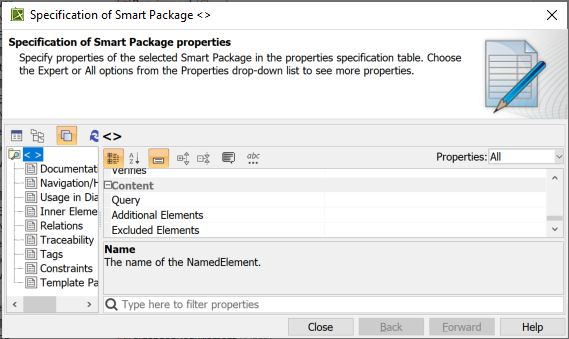 Specification of Smart Package <>
Specification of Smart Package properties
Specify properties of the selected Smart Package in the properties specification table. Choose
the Expert or All options from the Properties drop-down list to see more properties.
<>
Properties: All
< >
Documentat
Navigation/H
Usage in Dia
Inner Eleme
Relations
Traceability
Tags
Constraints
Template Pa
Verifies
Content
Query
Additional Elements
Excluded Elements
Name
The name of the NamedElement.
Type here to filter properties
Close
Back
Forward
Help